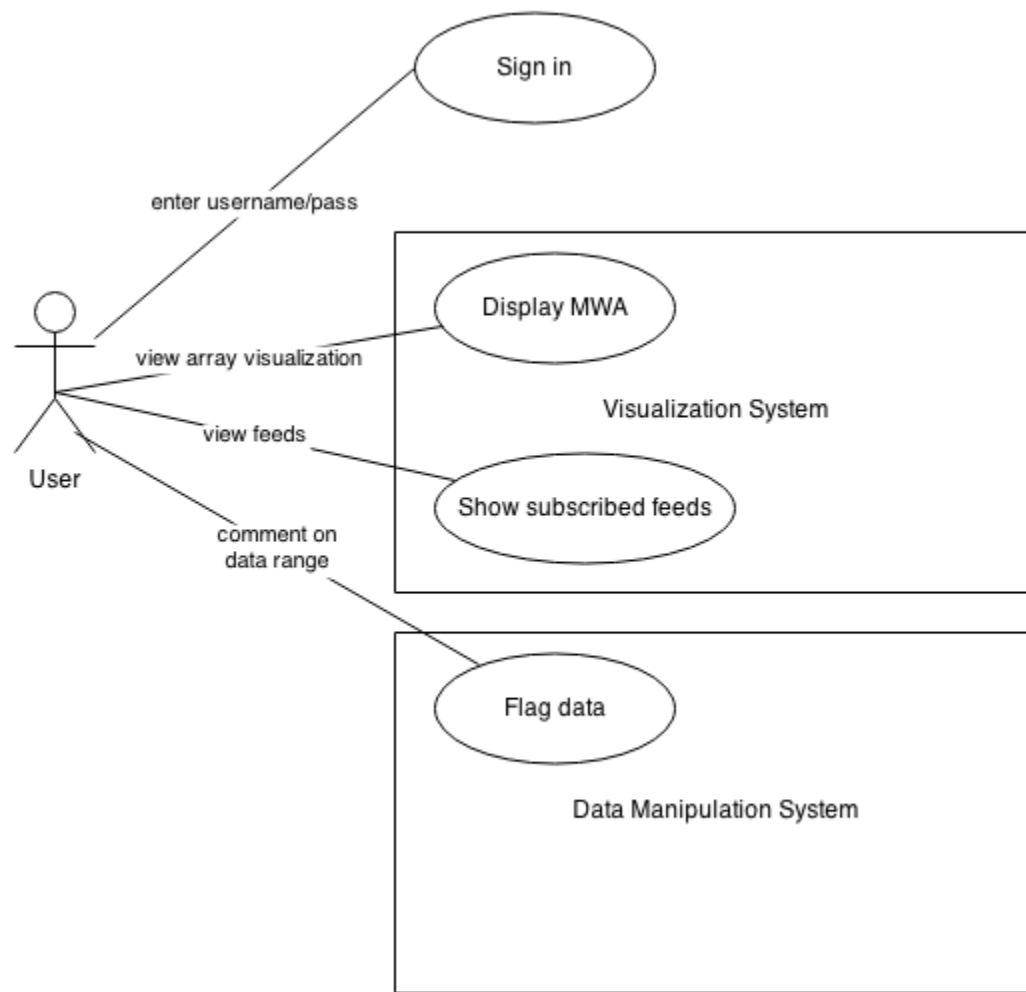 Sign in
enter username/pass
Display MWA
view array visualization
Visualization System
view feeds
User
Show subscribed feeds
comment on
data range
Flag data
Data Manipulation System